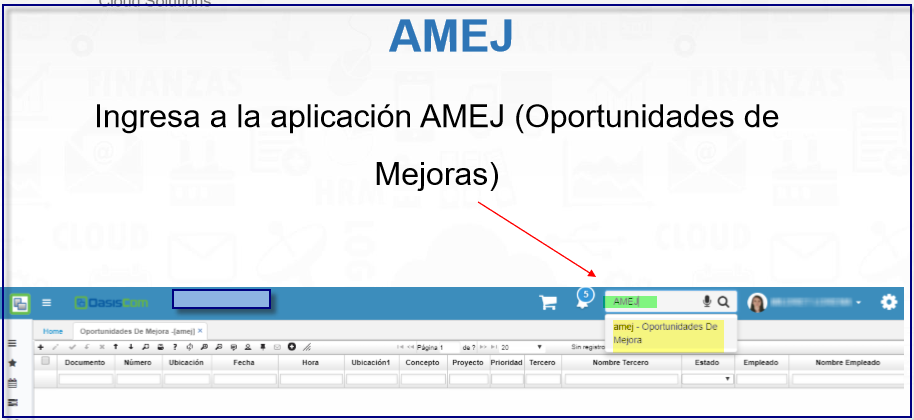 Cloud Solutions
AMEJ
Ingresa a la aplicación AMEJ (Oportunidades de
Mejoras)
OasisCom
5
AMEJ
amej - Oportunidades De
Mejora
Home
Oportunidades De Mejora -[amej] ×
Página 1 de ? 20
Sin registro
Documento Número Ubicación Fecha Hora Ubicación1 Concepto Proyecto Prioridad Tercero Nombre Tercero Estado Empleado Nombre Empleado